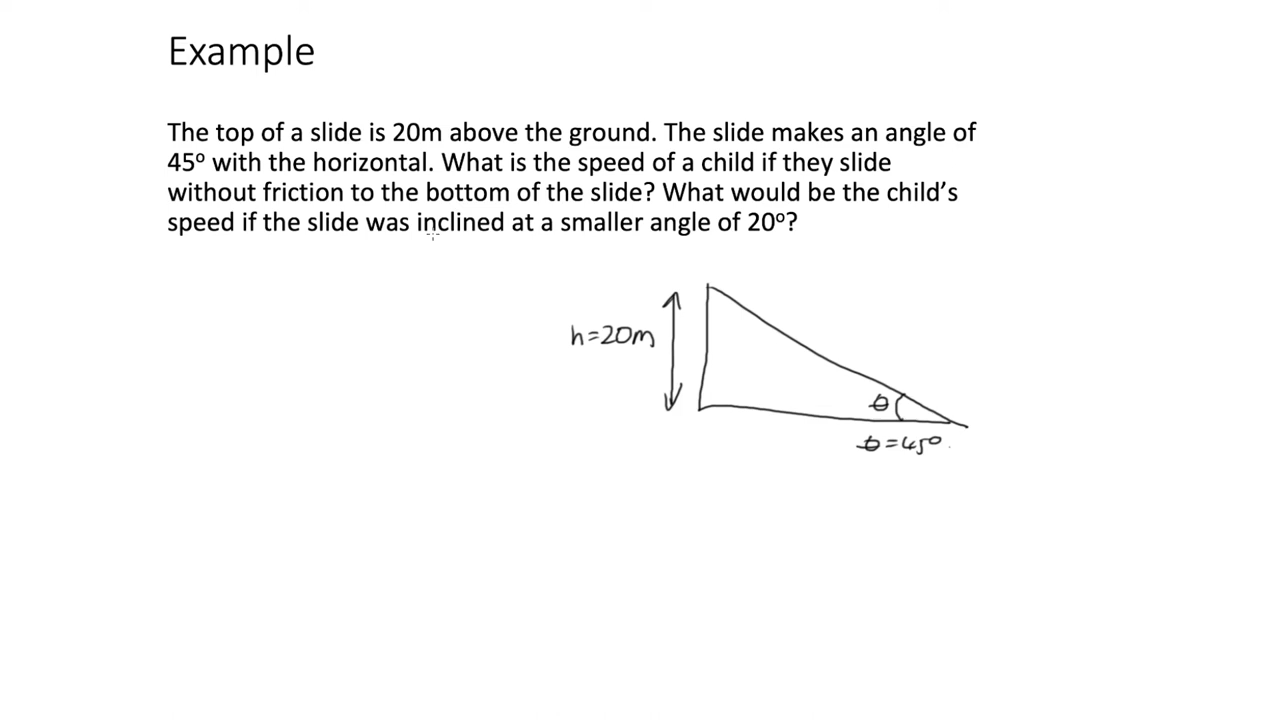 Example
The top of a slide is 20m above the ground. The slide makes an angle of
45° with the horizontal. What is the speed of a child if they slide
without friction to the bottom of the slide? What would be the child’s
speed if the slide was inclined at a smaller angle of 20°?
h=20m
θ
θ=45°